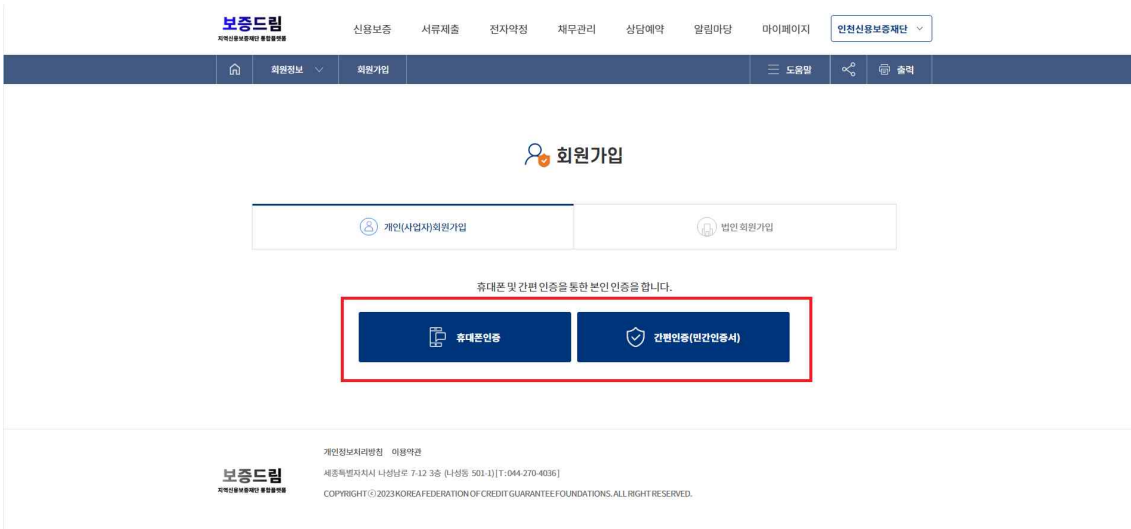 보증드림
지역신용보증재단 통합플랫폼
신용보증 서류제출 전자약정 채무관리 상담예약 알림마당 마이페이지 인천신용보증재단
회원정보 회원가입 도움말 출력
회원가입
개인(사업자)회원가입 법인 회원가입
휴대폰 및 간편 인증을 통한 본인 인증을 합니다.
휴대폰인증 간편인증(민간인증서)
개인정보처리방침 이용약관
보증드림
지역신용보증재단 통합플랫폼
세종특별자치시 나성남로 7-12 3층 (나성동 501-1) [T : 044-270-4036]
COPYRIGHT ⓒ 2023 KOREA FEDERATION OF CREDIT GUARANTEE FOUNDATIONS. ALL RIGHT RESERVED.